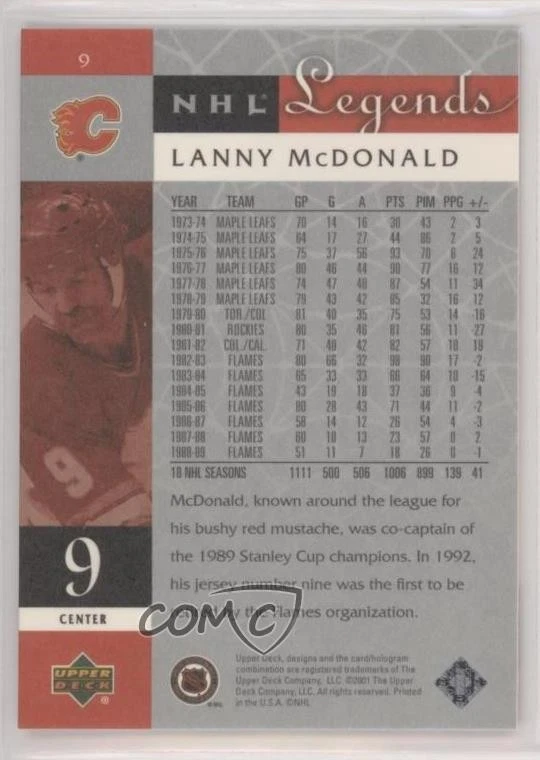 9
NHL Legends
LANNY McDONALD
YEAR TEAM GP G A PTS PIM PPG +/-
1973-74 MAPLE LEAFS 70 14 16 30 43 2 3
1974-75 MAPLE LEAFS 64 17 27 44 86 2 5
1975-76 MAPLE LEAFS 75 37 56 93 70 8 24
1976-77 MAPLE LEAFS 80 46 44 90 77 16 12
1977-78 MAPLE LEAFS 74 47 40 87 54 11 34
1978-79 MAPLE LEAFS 79 43 42 85 32 16 12
1979-80 TOR./COL. 81 40 35 75 53 14 -16
1980-81 ROCKIES 80 35 46 81 56 11 -27
1981-82 COL./CAL. 71 40 42 82 57 10 19
1982-83 FLAMES 80 66 32 98 90 17 -2
1983-84 FLAMES 65 33 33 66 64 10 -15
1984-85 FLAMES 43 19 18 37 36 9 -4
1985-86 FLAMES 80 28 43 71 44 11 -2
1986-87 FLAMES 58 14 12 26 54 4 -3
1987-88 FLAMES 60 10 13 23 57 0 2
1988-89 FLAMES 51 11 7 18 26 0 -1
16 NHL SEASONS 1111 500 506 1006 899 139 41
McDonald, known around the league for
his bushy red mustache, was co-captain of
the 1989 Stanley Cup champions. In 1992,
his jersey number nine was the first to be
retired by the Flames organization.
9
9
CENTER
COMC
UPPER DECK
Upper Deck, designs and the card/hologram
combination are registered trademarks of The
Upper Deck Company, LLC. ©2001 The Upper
Deck Company, LLC. All rights reserved. Printed
in the U.S.A. ©NHL